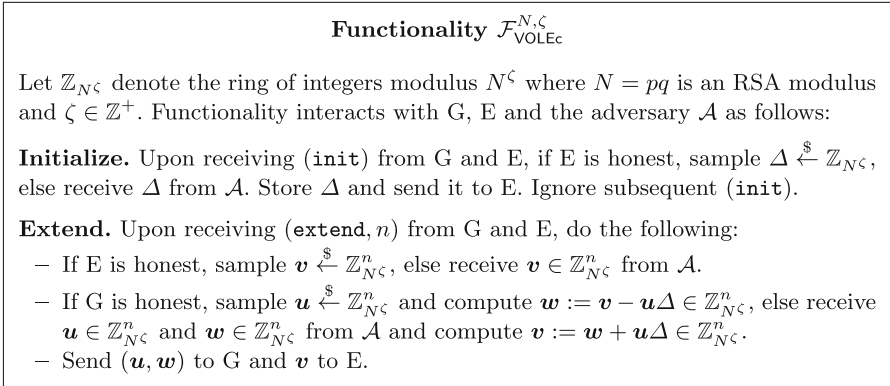 Functionality $\mathcal{F}_{\mathsf{VOLEc}}^{N,\zeta}$
Let $\mathbb{Z}_{N^\zeta}$ denote the ring of integers modulus $N^\zeta$ where $N = pq$ is an RSA modulus
and $\zeta \in \mathbb{Z}^+$. Functionality interacts with G, E and the adversary $\mathcal{A}$ as follows:
Initialize. Upon receiving (init) from G and E, if E is honest, sample $\Delta \xleftarrow{\$} \mathbb{Z}_{N^\zeta}$,
else receive $\Delta$ from $\mathcal{A}$. Store $\Delta$ and send it to E. Ignore subsequent (init).
Extend. Upon receiving (extend, $n$) from G and E, do the following:
– If E is honest, sample $\boldsymbol{v} \xleftarrow{\$} \mathbb{Z}_{N^\zeta}^n$, else receive $\boldsymbol{v} \in \mathbb{Z}_{N^\zeta}^n$ from $\mathcal{A}$.
– If G is honest, sample $\boldsymbol{u} \xleftarrow{\$} \mathbb{Z}_{N^\zeta}^n$ and compute $\boldsymbol{w} := \boldsymbol{v} - \boldsymbol{u}\Delta \in \mathbb{Z}_{N^\zeta}^n$, else receive
$\boldsymbol{u} \in \mathbb{Z}_{N^\zeta}^n$ and $\boldsymbol{w} \in \mathbb{Z}_{N^\zeta}^n$ from $\mathcal{A}$ and compute $\boldsymbol{v} := \boldsymbol{w} + \boldsymbol{u}\Delta \in \mathbb{Z}_{N^\zeta}^n$.
– Send $(\boldsymbol{u}, \boldsymbol{w})$ to G and $\boldsymbol{v}$ to E.